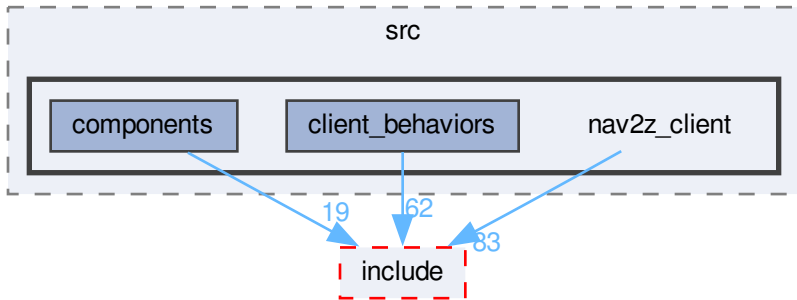 src
components
client_behaviors
nav2z_client
19
62
83
include